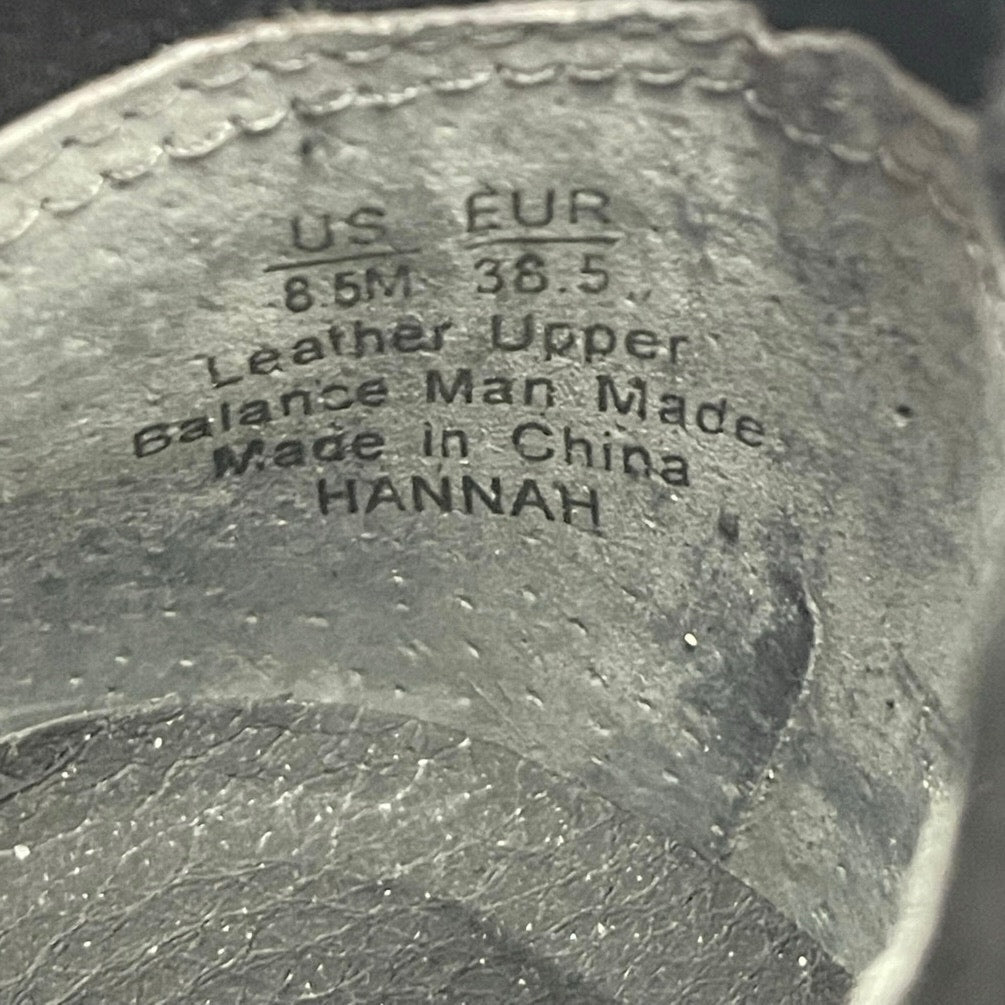 US EUR
8.5M 38.5
Leather Upper
Balance Man Made
Made in China
HANNAH